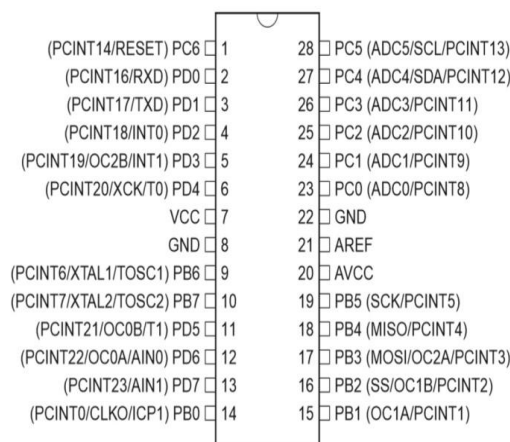 (PCINT14/RESET) PC6 1 28 PC5 (ADC5/SCL/PCINT13)
(PCINT16/RXD) PD0 2 27 PC4 (ADC4/SDA/PCINT12)
(PCINT17/TXD) PD1 3 26 PC3 (ADC3/PCINT11)
(PCINT18/INT0) PD2 4 25 PC2 (ADC2/PCINT10)
(PCINT19/OC2B/INT1) PD3 5 24 PC1 (ADC1/PCINT9)
(PCINT20/XCK/T0) PD4 6 23 PC0 (ADC0/PCINT8)
VCC 7 22 GND
GND 8 21 AREF
(PCINT6/XTAL1/TOSC1) PB6 9 20 AVCC
(PCINT7/XTAL2/TOSC2) PB7 10 19 PB5 (SCK/PCINT5)
(PCINT21/OC0B/T1) PD5 11 18 PB4 (MISO/PCINT4)
(PCINT22/OC0A/AIN0) PD6 12 17 PB3 (MOSI/OC2A/PCINT3)
(PCINT23/AIN1) PD7 13 16 PB2 (SS/OC1B/PCINT2)
(PCINT0/CLKO/ICP1) PB0 14 15 PB1 (OC1A/PCINT1)